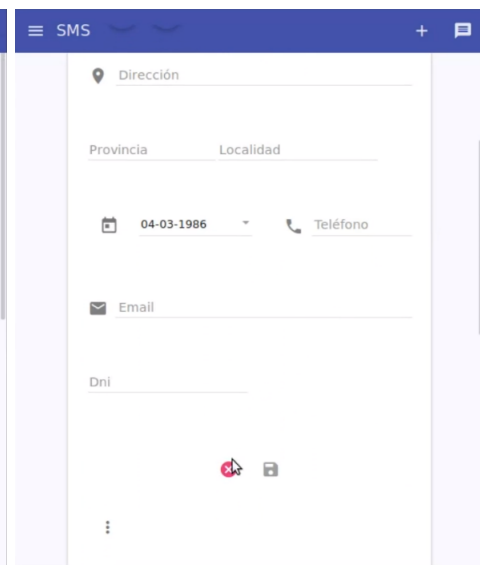 SMS
Dirección
Provincia Localidad
04-03-1986 Teléfono
Email
Dni